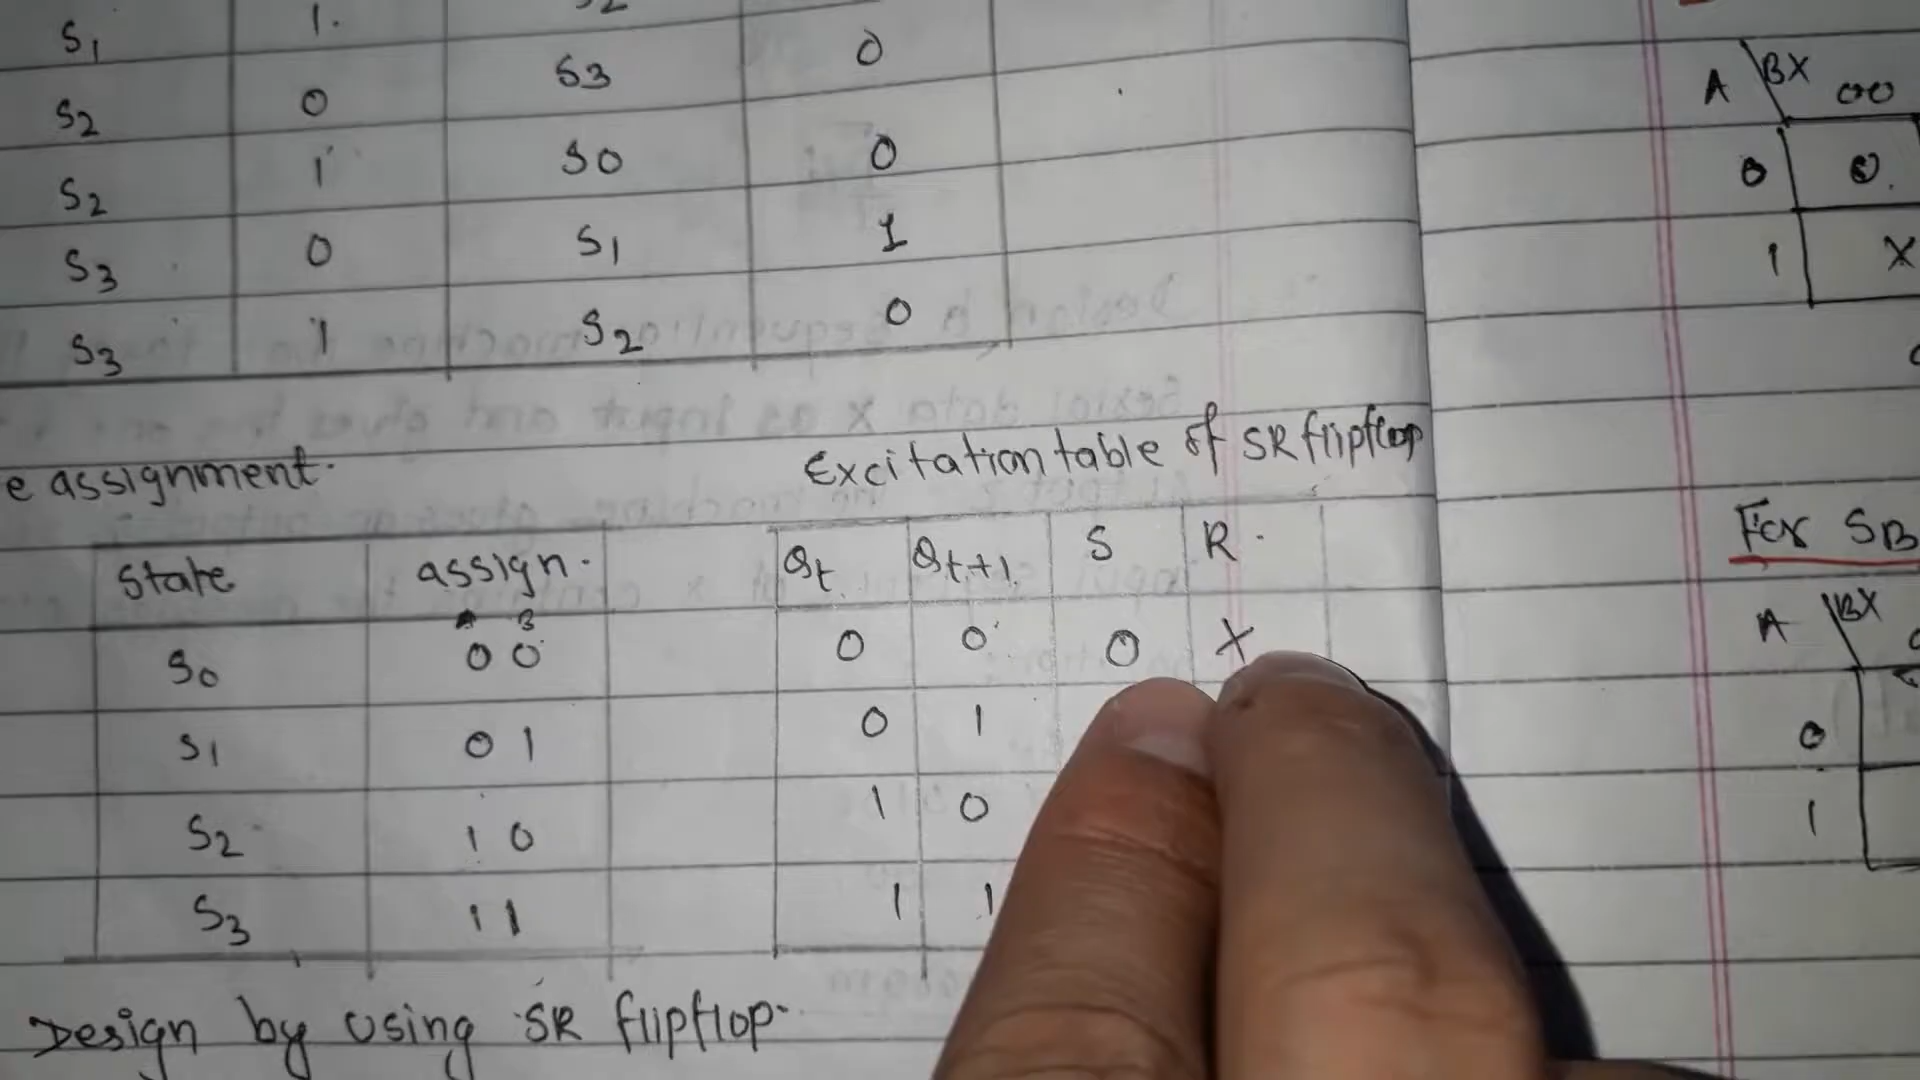 S1 1.
S2 0 S3 0
S2 1 S0 0
S3 0 S1 1
S3 1 S2 0
e assignment.
State assign.
A B
S0 0 0
S1 0 1
S2 1 0
S3 1 1
Excitation table of SR flipflop
Qt Qt+1 S R
0 0 0 X
0 1
1 0
1 1
Design by using SR flipflop
A BX 00
0 0
1 X
For SB
A BX
0
1